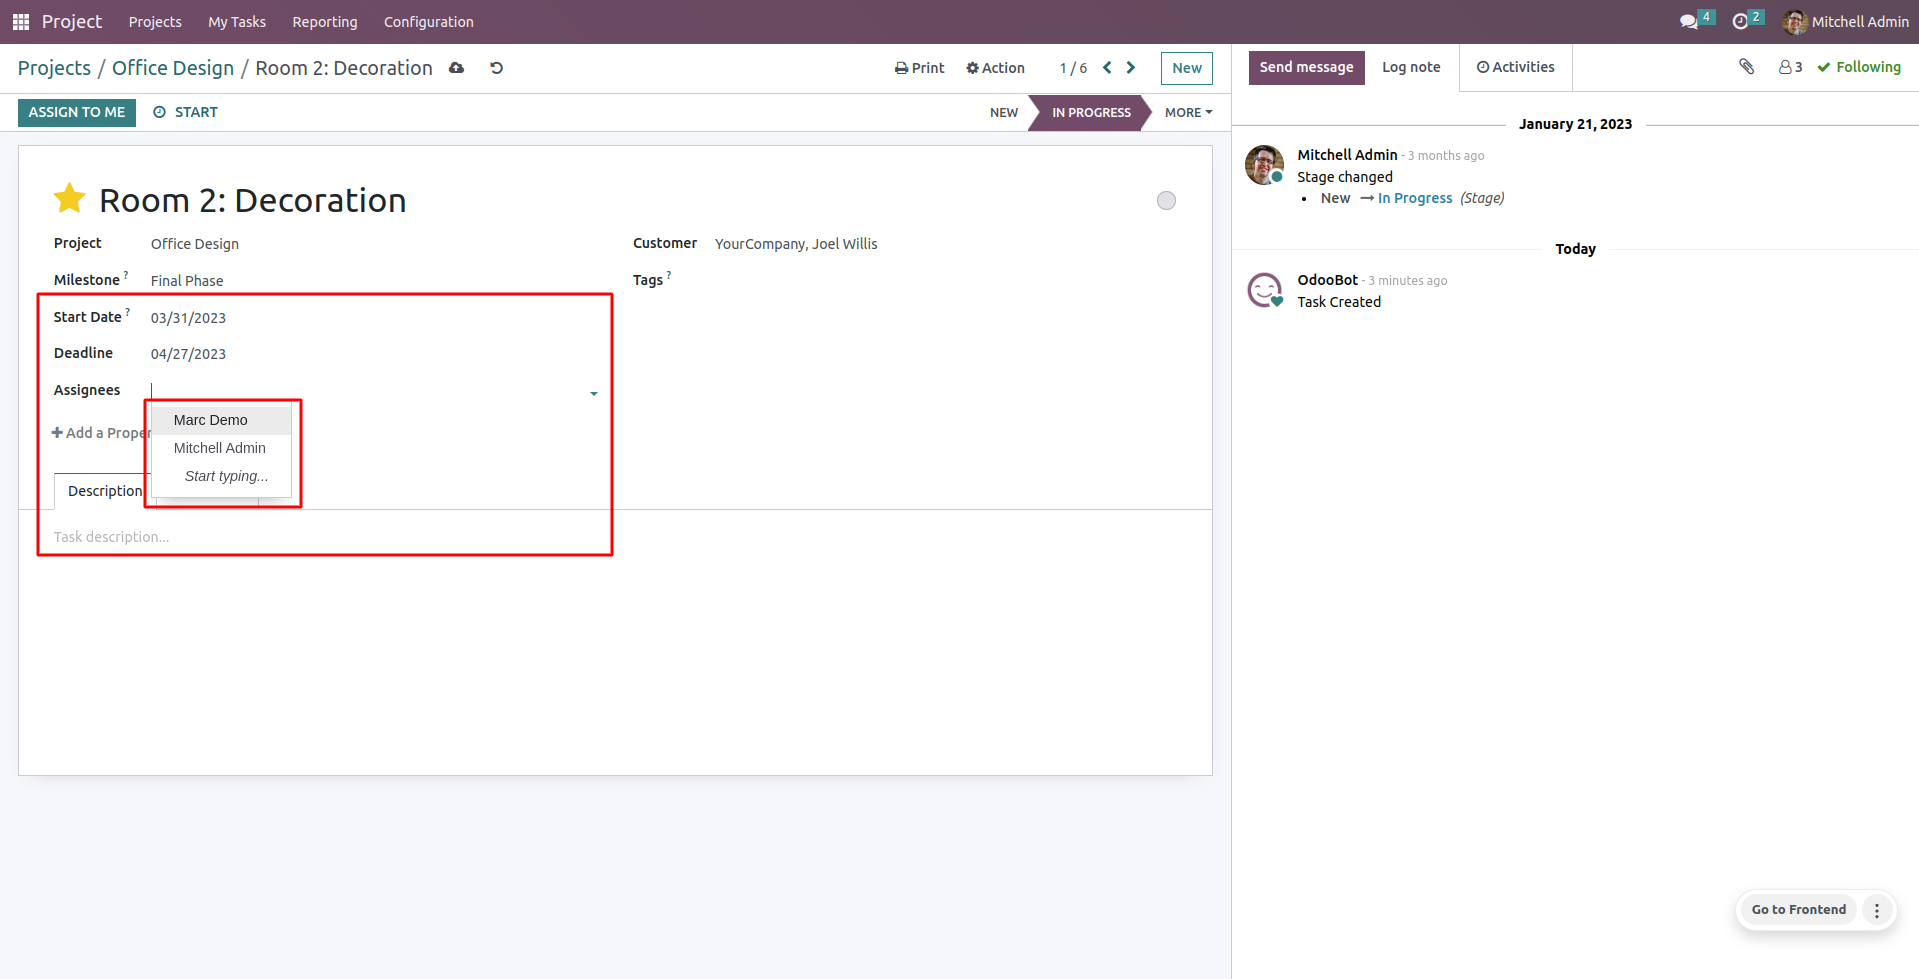 Project Projects My Tasks Reporting Configuration 4 2 Mitchell Admin
Projects / Office Design / Room 2: Decoration Print Action 1 / 6 New
ASSIGN TO ME START NEW IN PROGRESS MORE
Room 2: Decoration
Project Office Design
Customer YourCompany, Joel Willis
Milestone ? Final Phase
Tags ?
Start Date ? 03/31/2023
Deadline 04/27/2023
Assignees
Marc Demo
Mitchell Admin
Start typing...
Add a Proper
Description
Task description...
Send message Log note Activities 3 Following
January 21, 2023
Mitchell Admin - 3 months ago
Stage changed
• New → In Progress (Stage)
Today
OdooBot - 3 minutes ago
Task Created
Go to Frontend